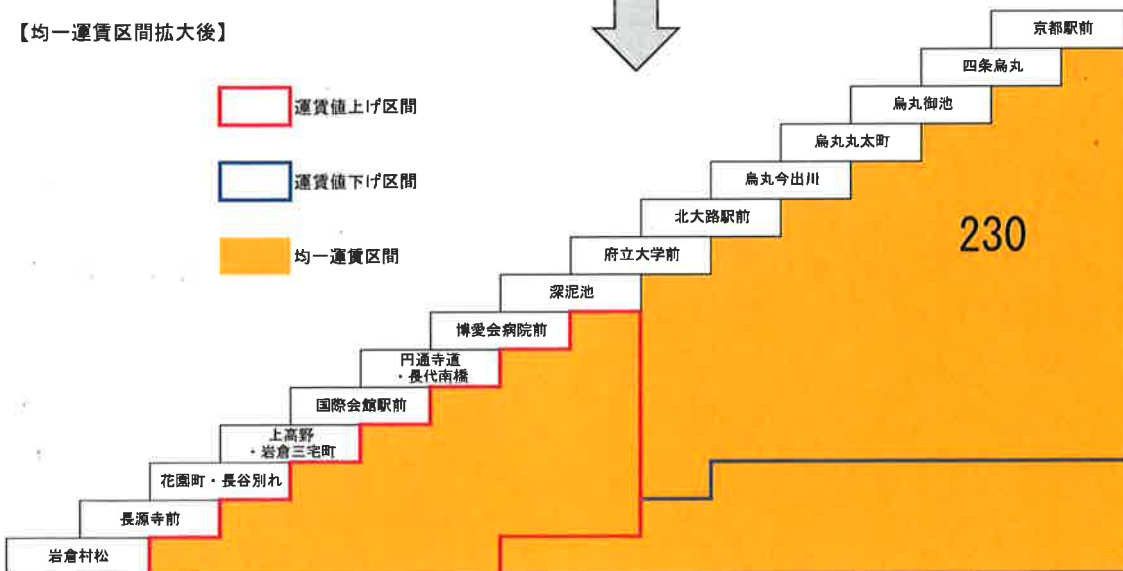 【均一運賃区間拡大後】
京都駅前
四条烏丸
運賃値上げ区間
烏丸御池
烏丸丸太町
運賃値下げ区間
烏丸今出川
北大路駅前
230
均一運賃区間
府立大学前
深泥池
博愛会病院前
円通寺道
・長代南橋
国際会館駅前
上高野
・岩倉三宅町
花園町・長谷別れ
長源寺前
岩倉村松